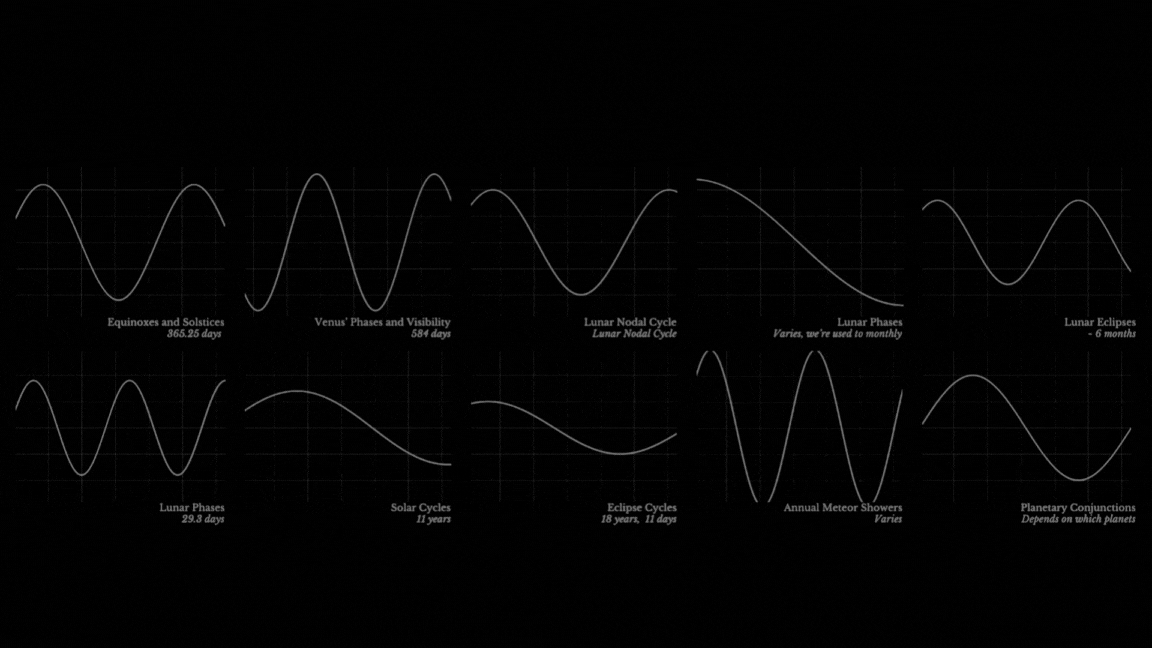 Equinoxes and Solstices
365.25 days
Venus' Phases and Visibility
584 days
Lunar Nodal Cycle
Lunar Nodal Cycle
Lunar Phases
Varies, we're used to monthly
Lunar Eclipses
~ 6 months
Lunar Phases
29.3 days
Solar Cycles
11 years
Eclipse Cycles
18 years, 11 days
Annual Meteor Showers
Varies
Planetary Conjunctions
Depends on which planets